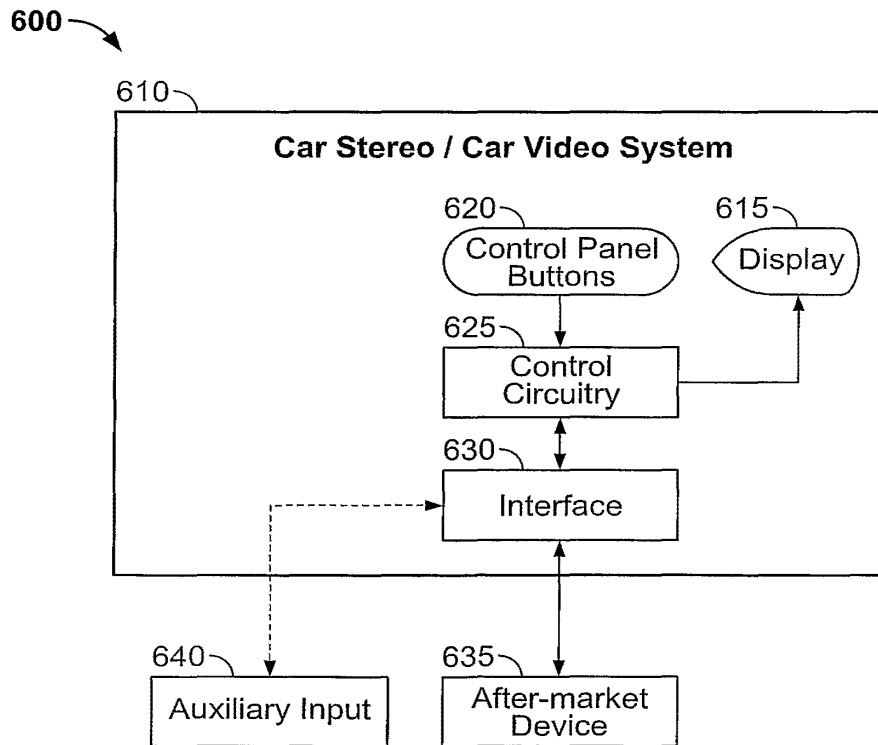 600
610
Car Stereo / Car Video System
620
615
Control Panel
Buttons
Display
625
Control
Circuitry
630
Interface
640
635
Auxiliary Input
After-market
Device